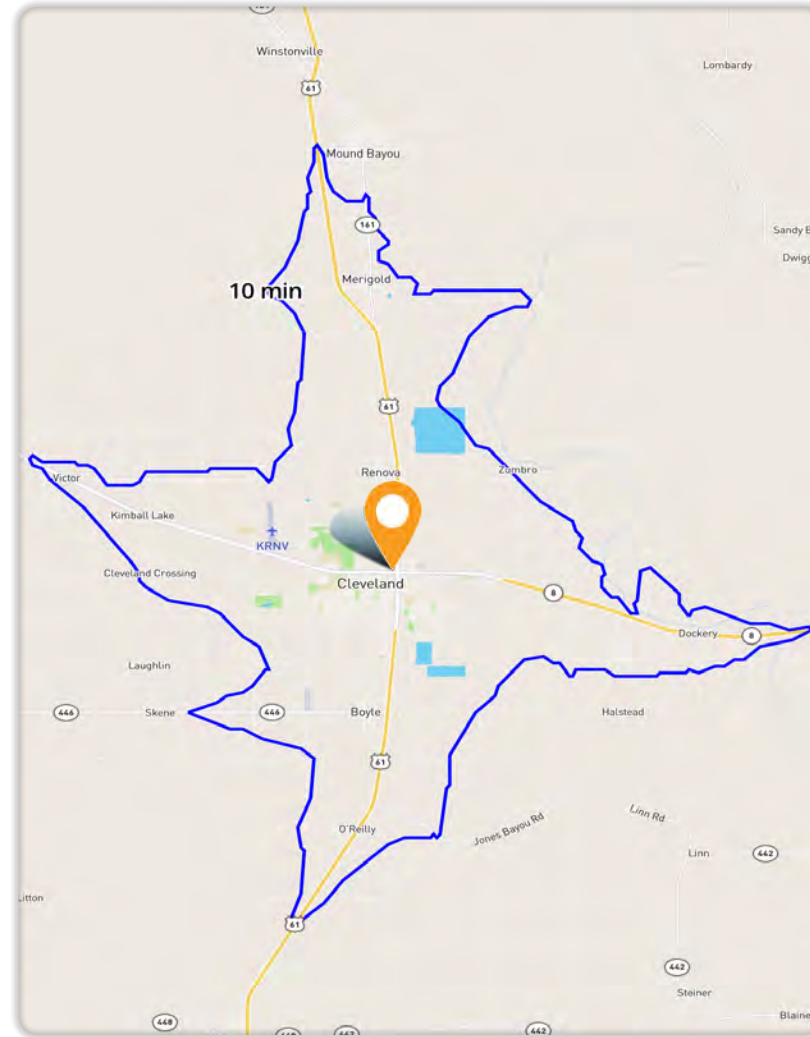 Winstonville
Lombardy
61
Mound Bayou
161
Sandy B
Dwigg
Merigold
10 min
61
Renova
Zumbro
Victor
Kimball Lake
KRNV
Cleveland Crossing
Cleveland
8
Dockery
8
Laughlin
446
Skene
446
Boyle
Halstead
61
O'Reilly
Jones Bayou Rd
Linn Rd
Linn
442
Litton
61
442
Steiner
Blaine
448
442